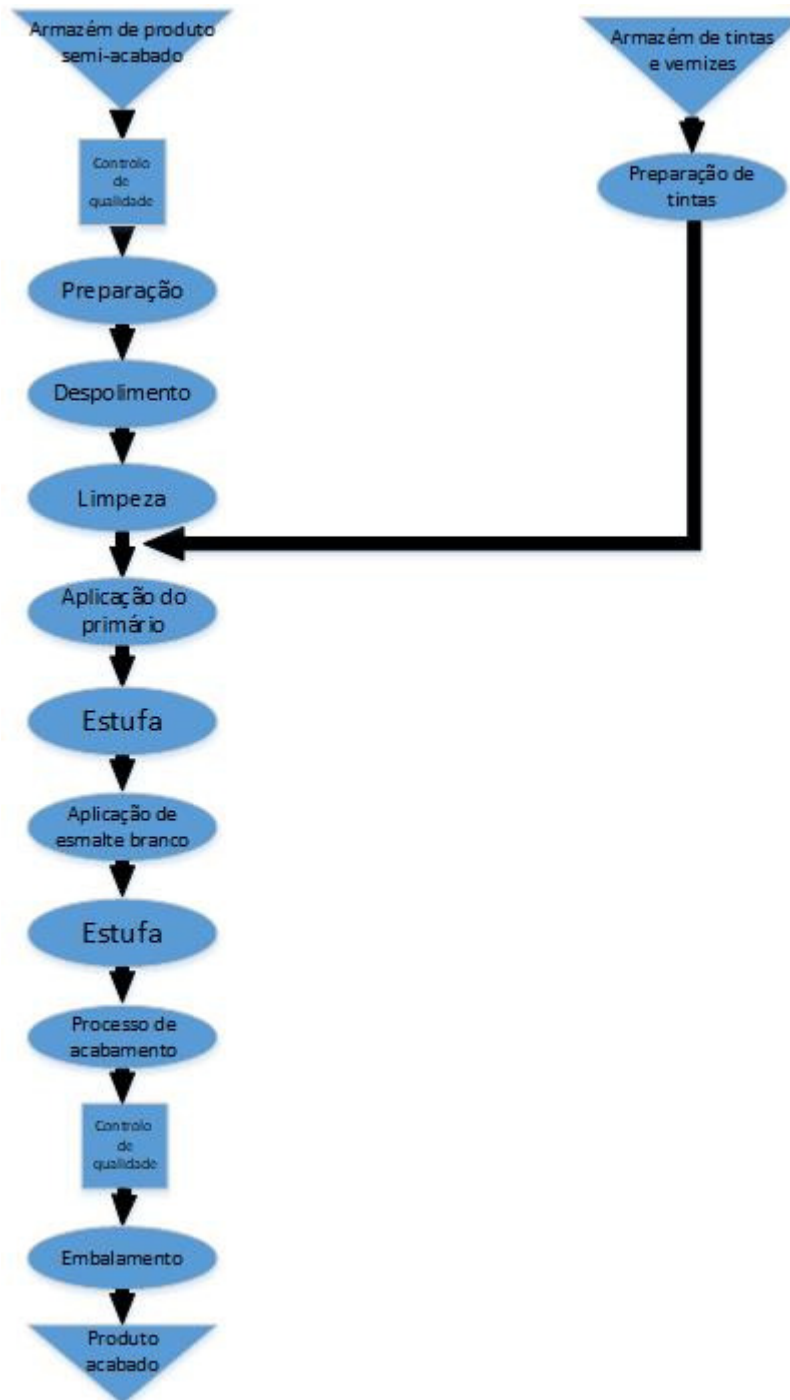 Armazém de produto
semi-acabado
Armazém de tintas
e vernizes
Controlo
de
qualidade
Preparação de
tintas
Preparação
Despolimento
Limpeza
Aplicação do
primário
Estufa
Aplicação de
esmalte branco
Estufa
Processo de
acabamento
Controlo
de
qualidade
Embalamento
Produto
acabado